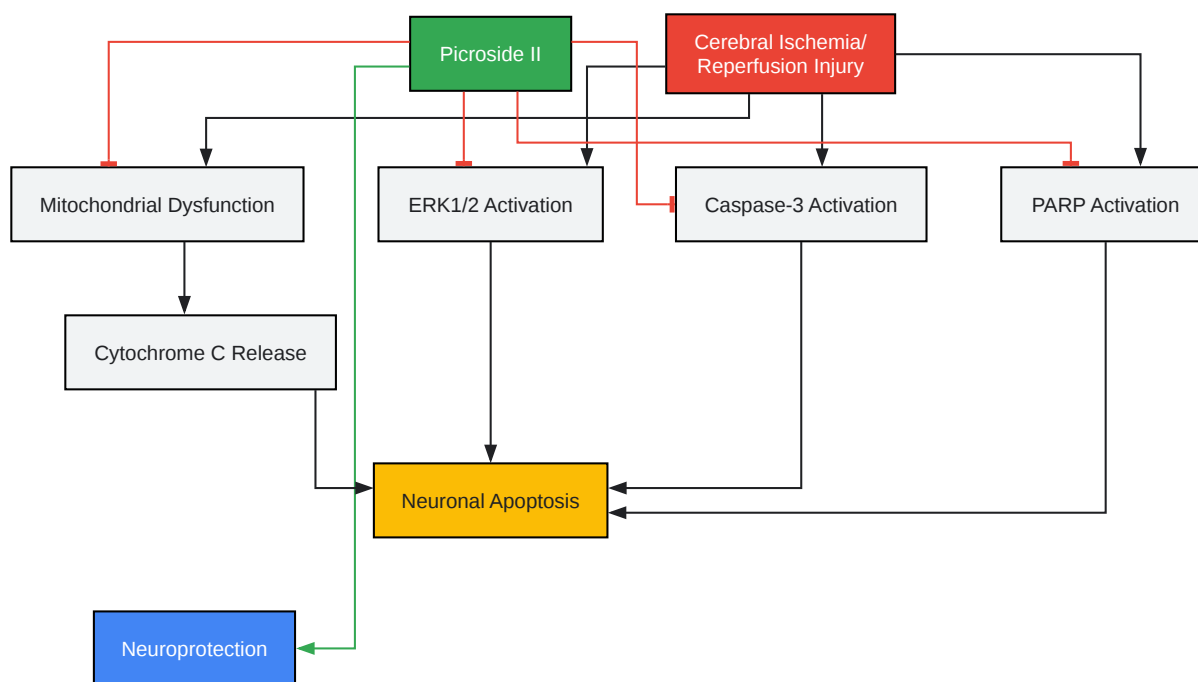 Picroside II
Cerebral Ischemia/
Reperfusion Injury
Mitochondrial Dysfunction
ERK1/2 Activation
Caspase-3 Activation
PARP Activation
Cytochrome C Release
Neuronal Apoptosis
Neuroprotection